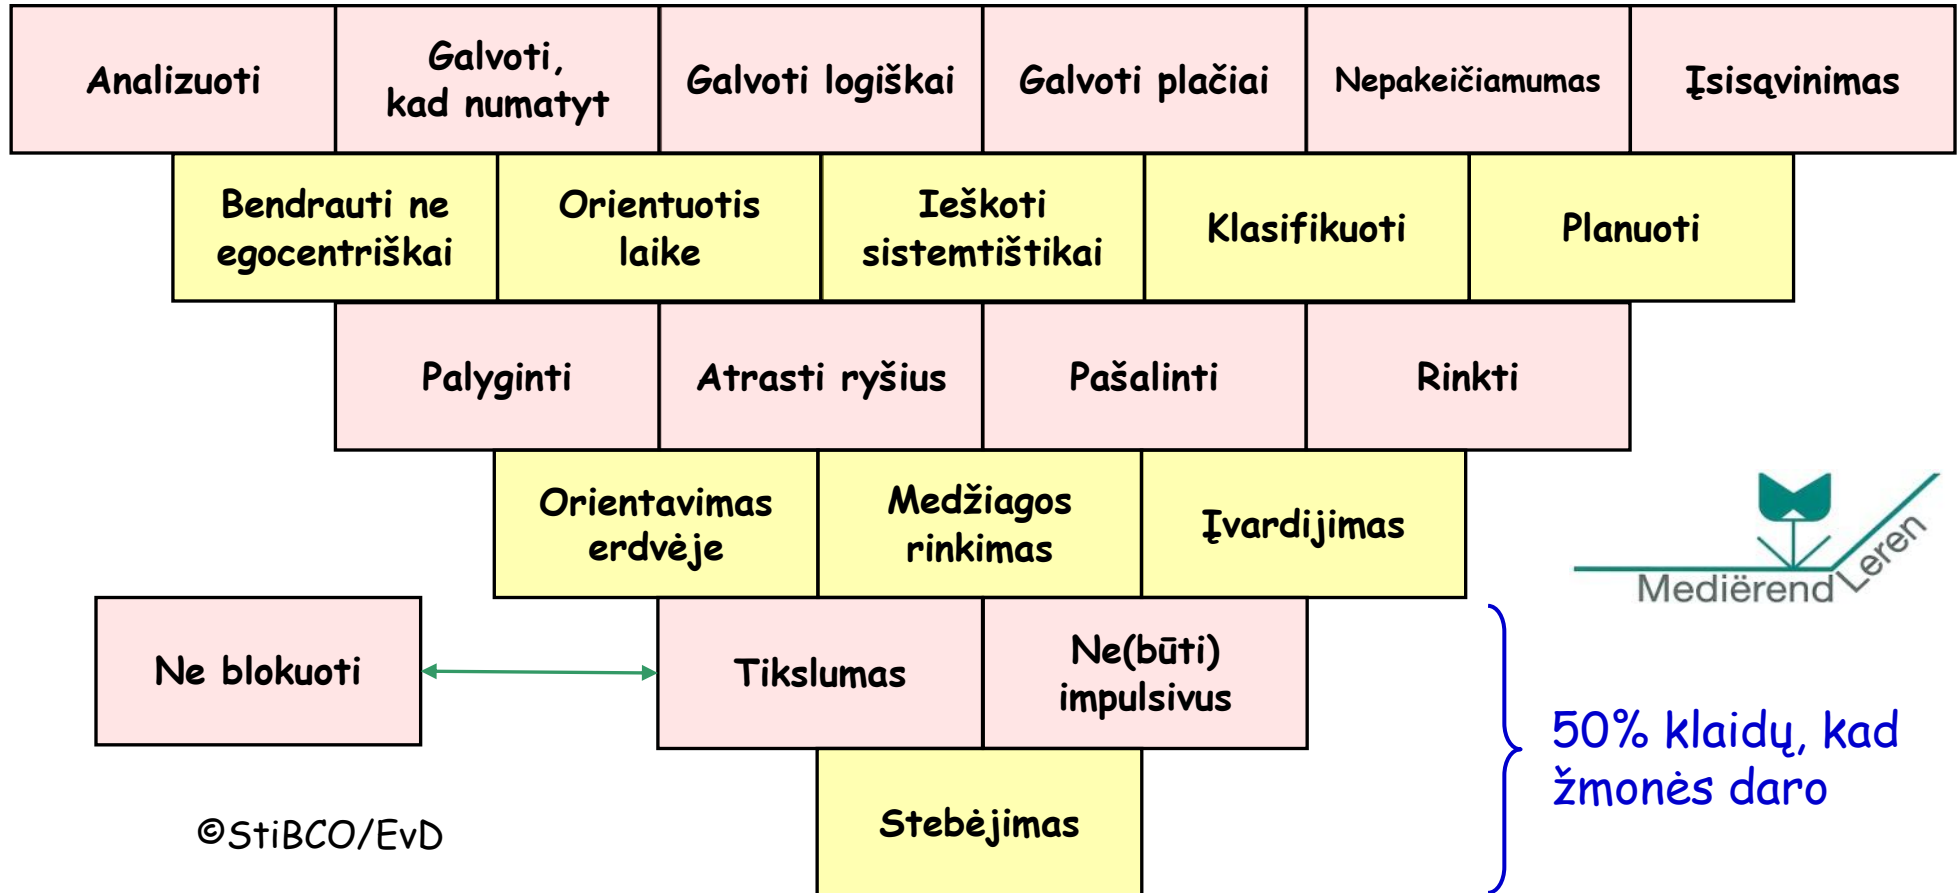 Analizuoti
Galvoti,
kad numatyt
Galvoti logiškai
Galvoti plačiai
Nepakeičiamumas
Įsisąvinimas
Bendrauti ne
egocentriškai
Orientuotis
laike
Ieškoti
sistemtištikai
Klasifikuoti
Planuoti
Palyginti
Atrasti ryšius
Pašalinti
Rinkti
Orientavimas
erdvėje
Medžiagos
rinkimas
Įvardijimas
Mediërend Leren
Ne blokuoti
Tikslumas
Ne(būti)
impulsivus
50% klaidų, kad
žmonės daro
Stebėjimas
©StiBCO/EvD